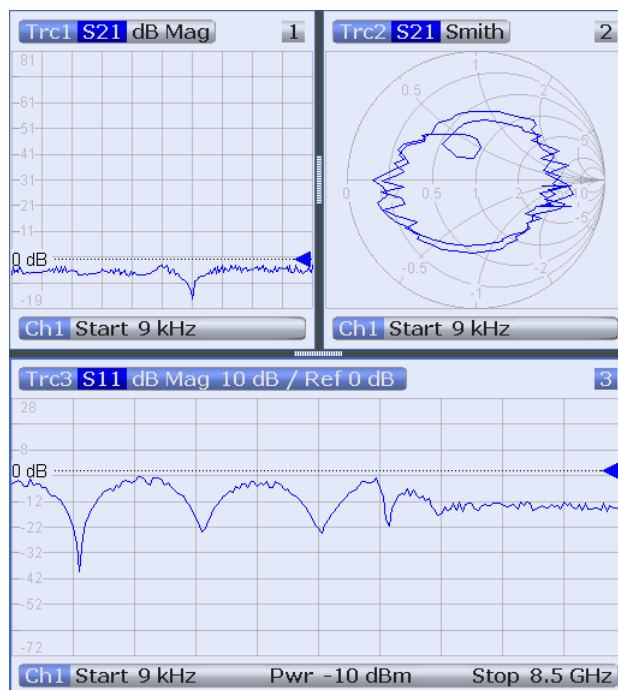 Trc1 S21 dB Mag 1
81
61
51
41
31
21
11
0 dB
-19
Ch1 Start 9 kHz
Trc2 S21 Smith 2
1
0.5 2
5
0 0.5 1 2
-5
-0.5 -2
-1
Ch1 Start 9 kHz
Trc3 S11 dB Mag 10 dB / Ref 0 dB 3
28
8
0 dB
-12
-22
-32
-42
-52
-72
Ch1 Start 9 kHz Pwr -10 dBm Stop 8.5 GHz